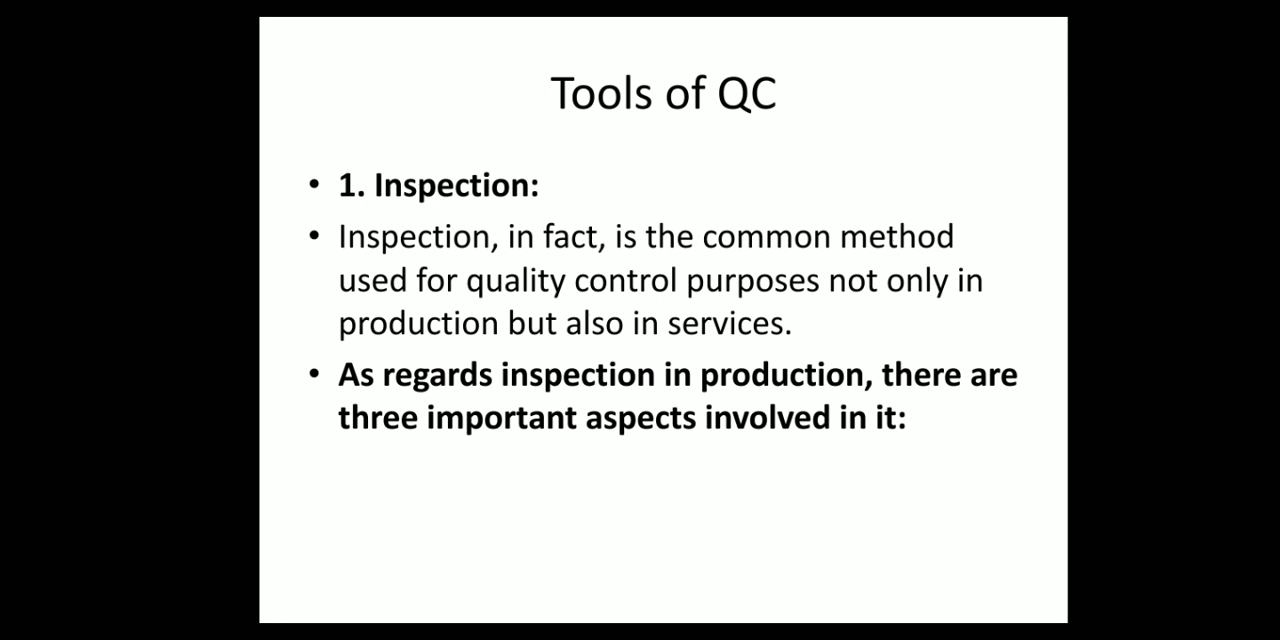 Tools of QC
• 1. Inspection:
• Inspection, in fact, is the common method
used for quality control purposes not only in
production but also in services.
• As regards inspection in production, there are
three important aspects involved in it: